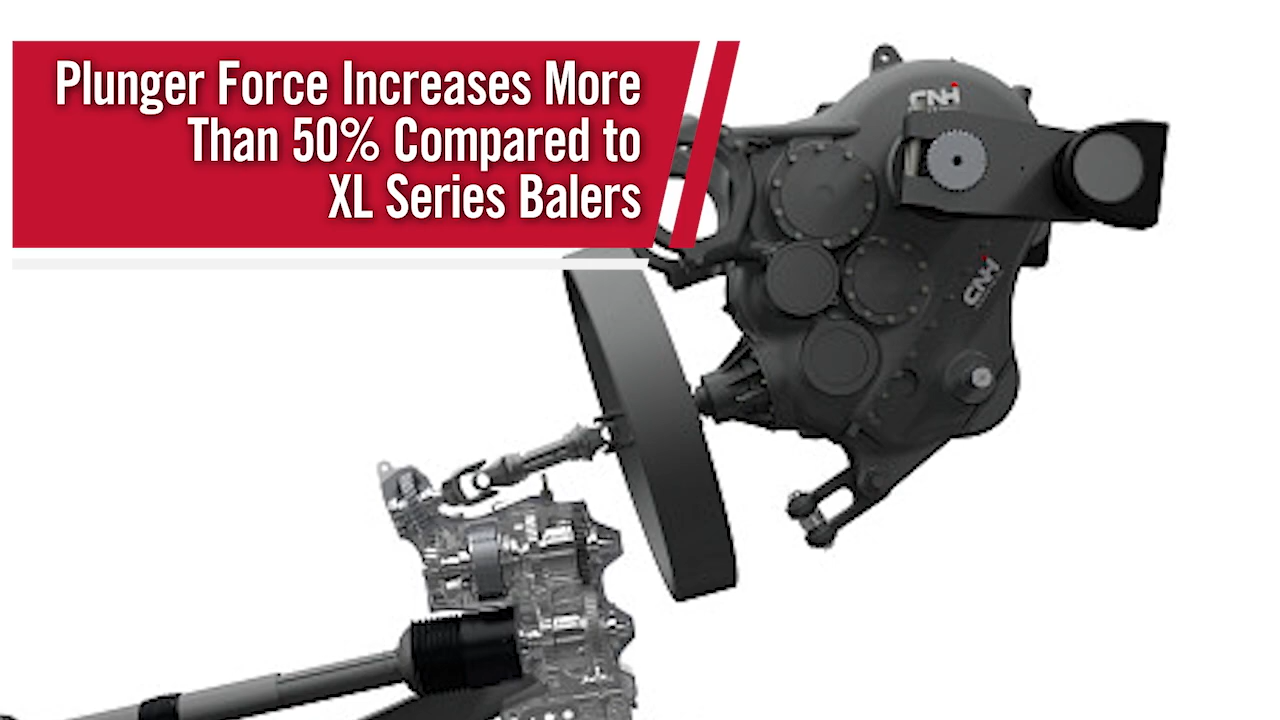 Plunger Force Increases More
Than 50% Compared to
XL Series Balers
CNH
CNH